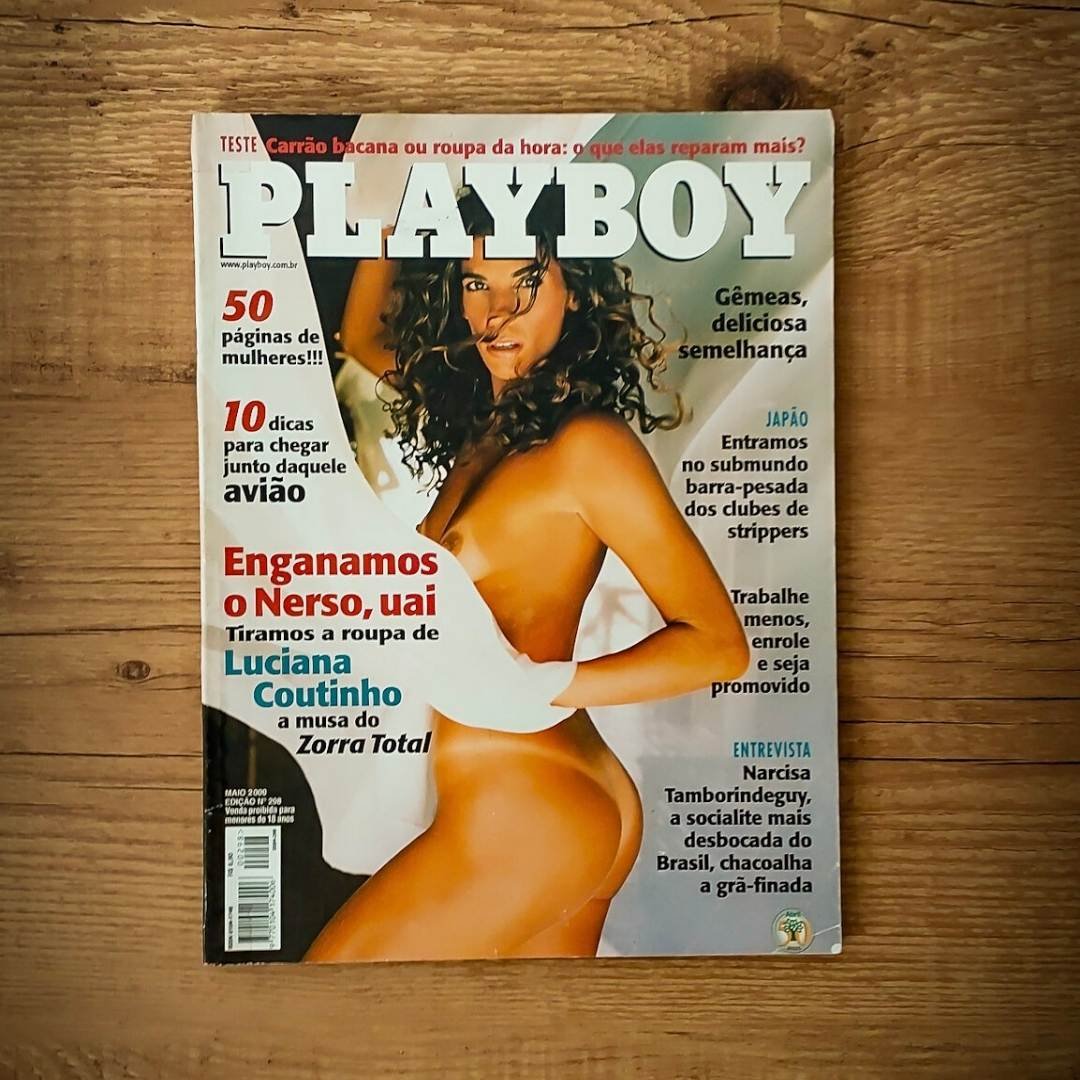 TESTE Carrão bacana ou roupa da hora: o que elas reparam mais?
PLAYBOY
www.playboy.com.br
50
páginas de
mulheres!!!
10 dicas
para chegar
junto daquele
avião
Enganamos
o Nerso, uai
Tiramos a roupa de
Luciana
Coutinho
a musa do
Zorra Total
MAIO 2000
EDIÇÃO Nº 298
Venda proibida para
menores de 18 anos
Gêmeas,
deliciosa
semelhança
JAPÃO
Entramos
no submundo
barra-pesada
dos clubes de
strippers
Trabalhe
menos,
enrole
e seja
promovido
ENTREVISTA
Narcisa
Tamborindeguy,
a socialite mais
desbocada do
Brasil, chacoalha
a grã-finada
Abril